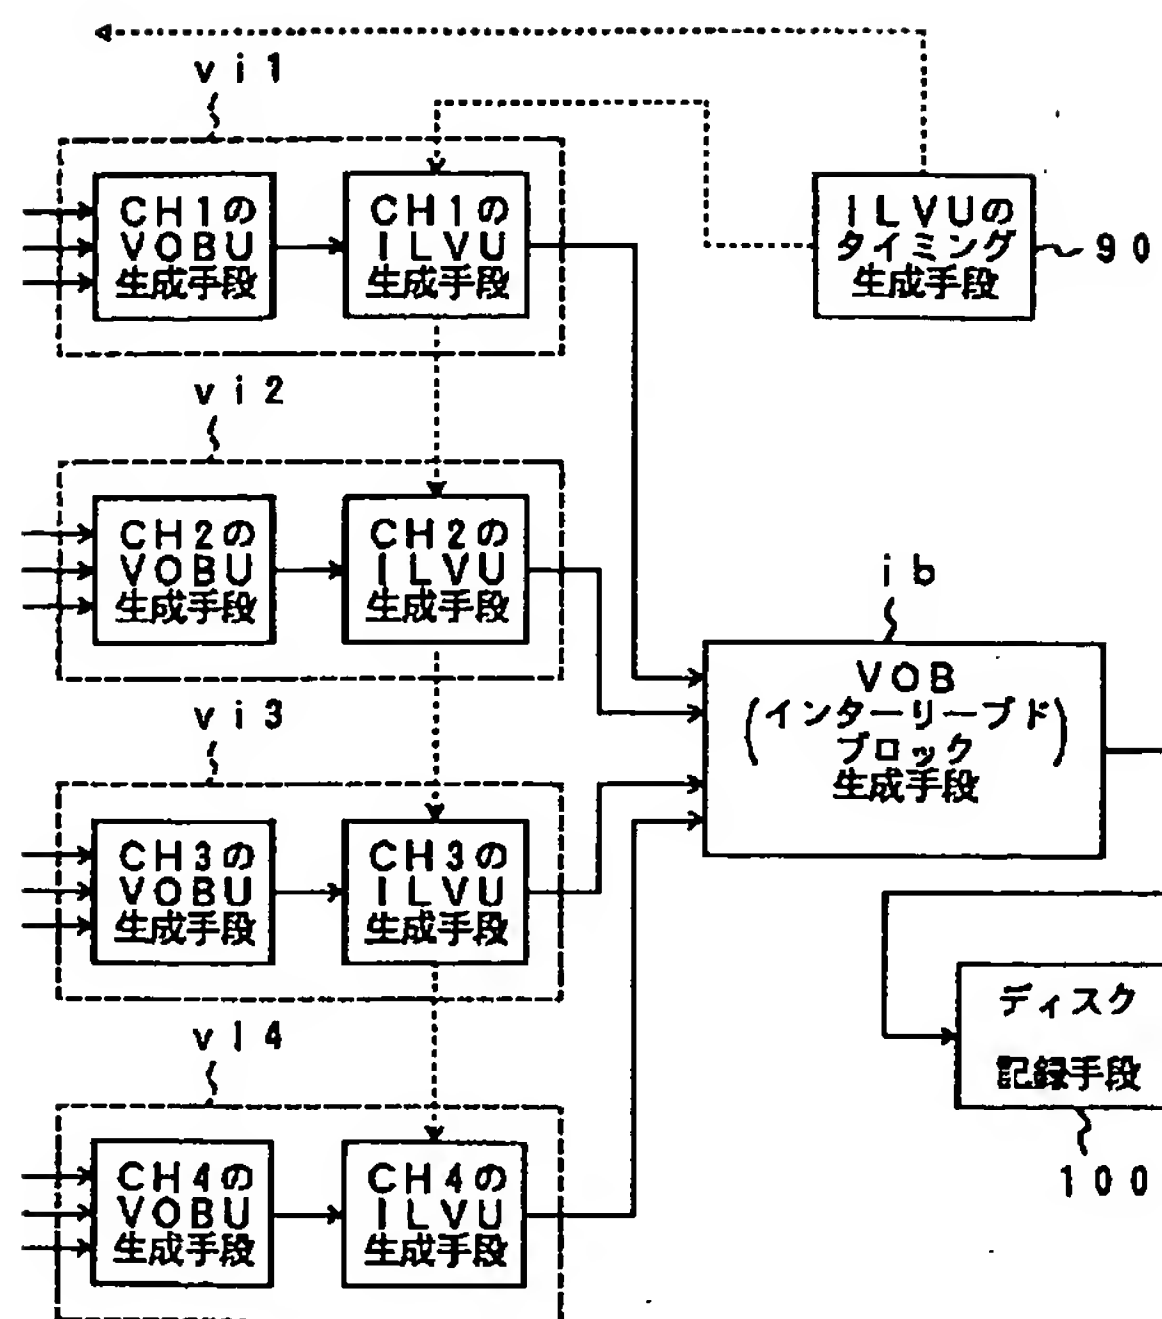 vi1
CH1の
VOBU
生成手段
CH1の
ILVU
生成手段
ILVUの
タイミング
生成手段
90
vi2
CH2の
VOBU
生成手段
CH2の
ILVU
生成手段
ib
VOB
(インターリーブド
ブロック)
生成手段
vi3
CH3の
VOBU
生成手段
CH3の
ILVU
生成手段
ディスク
記録手段
100
vi4
CH4の
VOBU
生成手段
CH4の
ILVU
生成手段